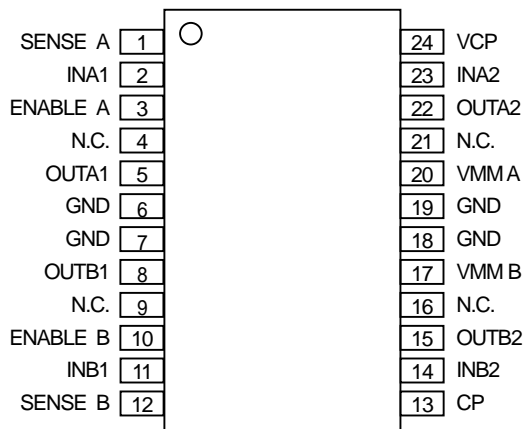 SENSE A 1 24 VCP
INA1 2 23 INA2
ENABLE A 3 22 OUTA2
N.C. 4 21 N.C.
OUTA1 5 20 VMM A
GND 6 19 GND
GND 7 18 GND
OUTB1 8 17 VMM B
N.C. 9 16 N.C.
ENABLE B 10 15 OUTB2
INB1 11 14 INB2
SENSE B 12 13 CP